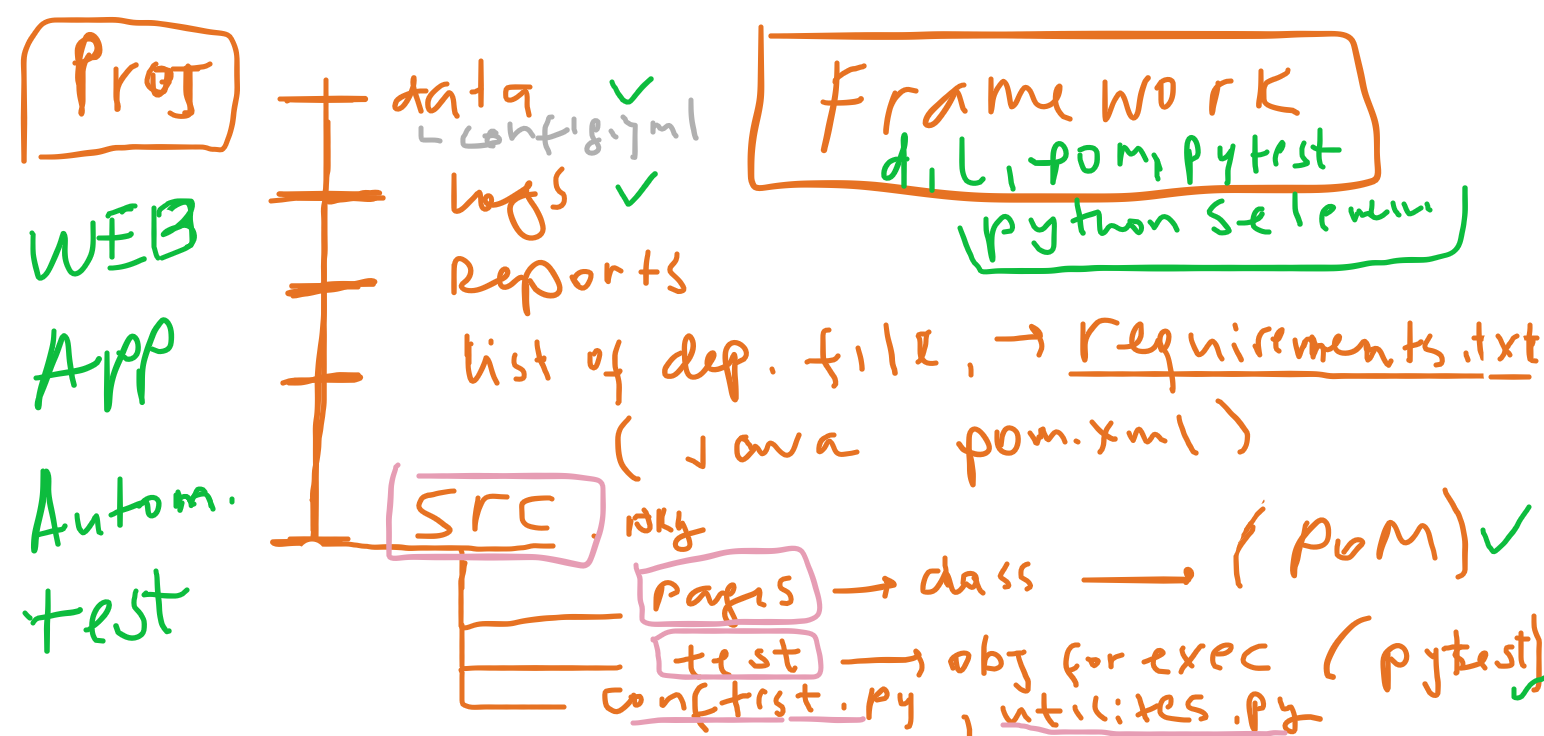 Proj
data ✓
config.yml
Framework
d, L, pom, pytest
python selenium
Logs ✓
WEB
Reports
App
list of dep. file. → requirements.txt
(Java pom.xml)
Autom.
src
pages → class → (POM) ✓
test
test → obj for exec (pytest) ✓
conftest.py, utilites.py